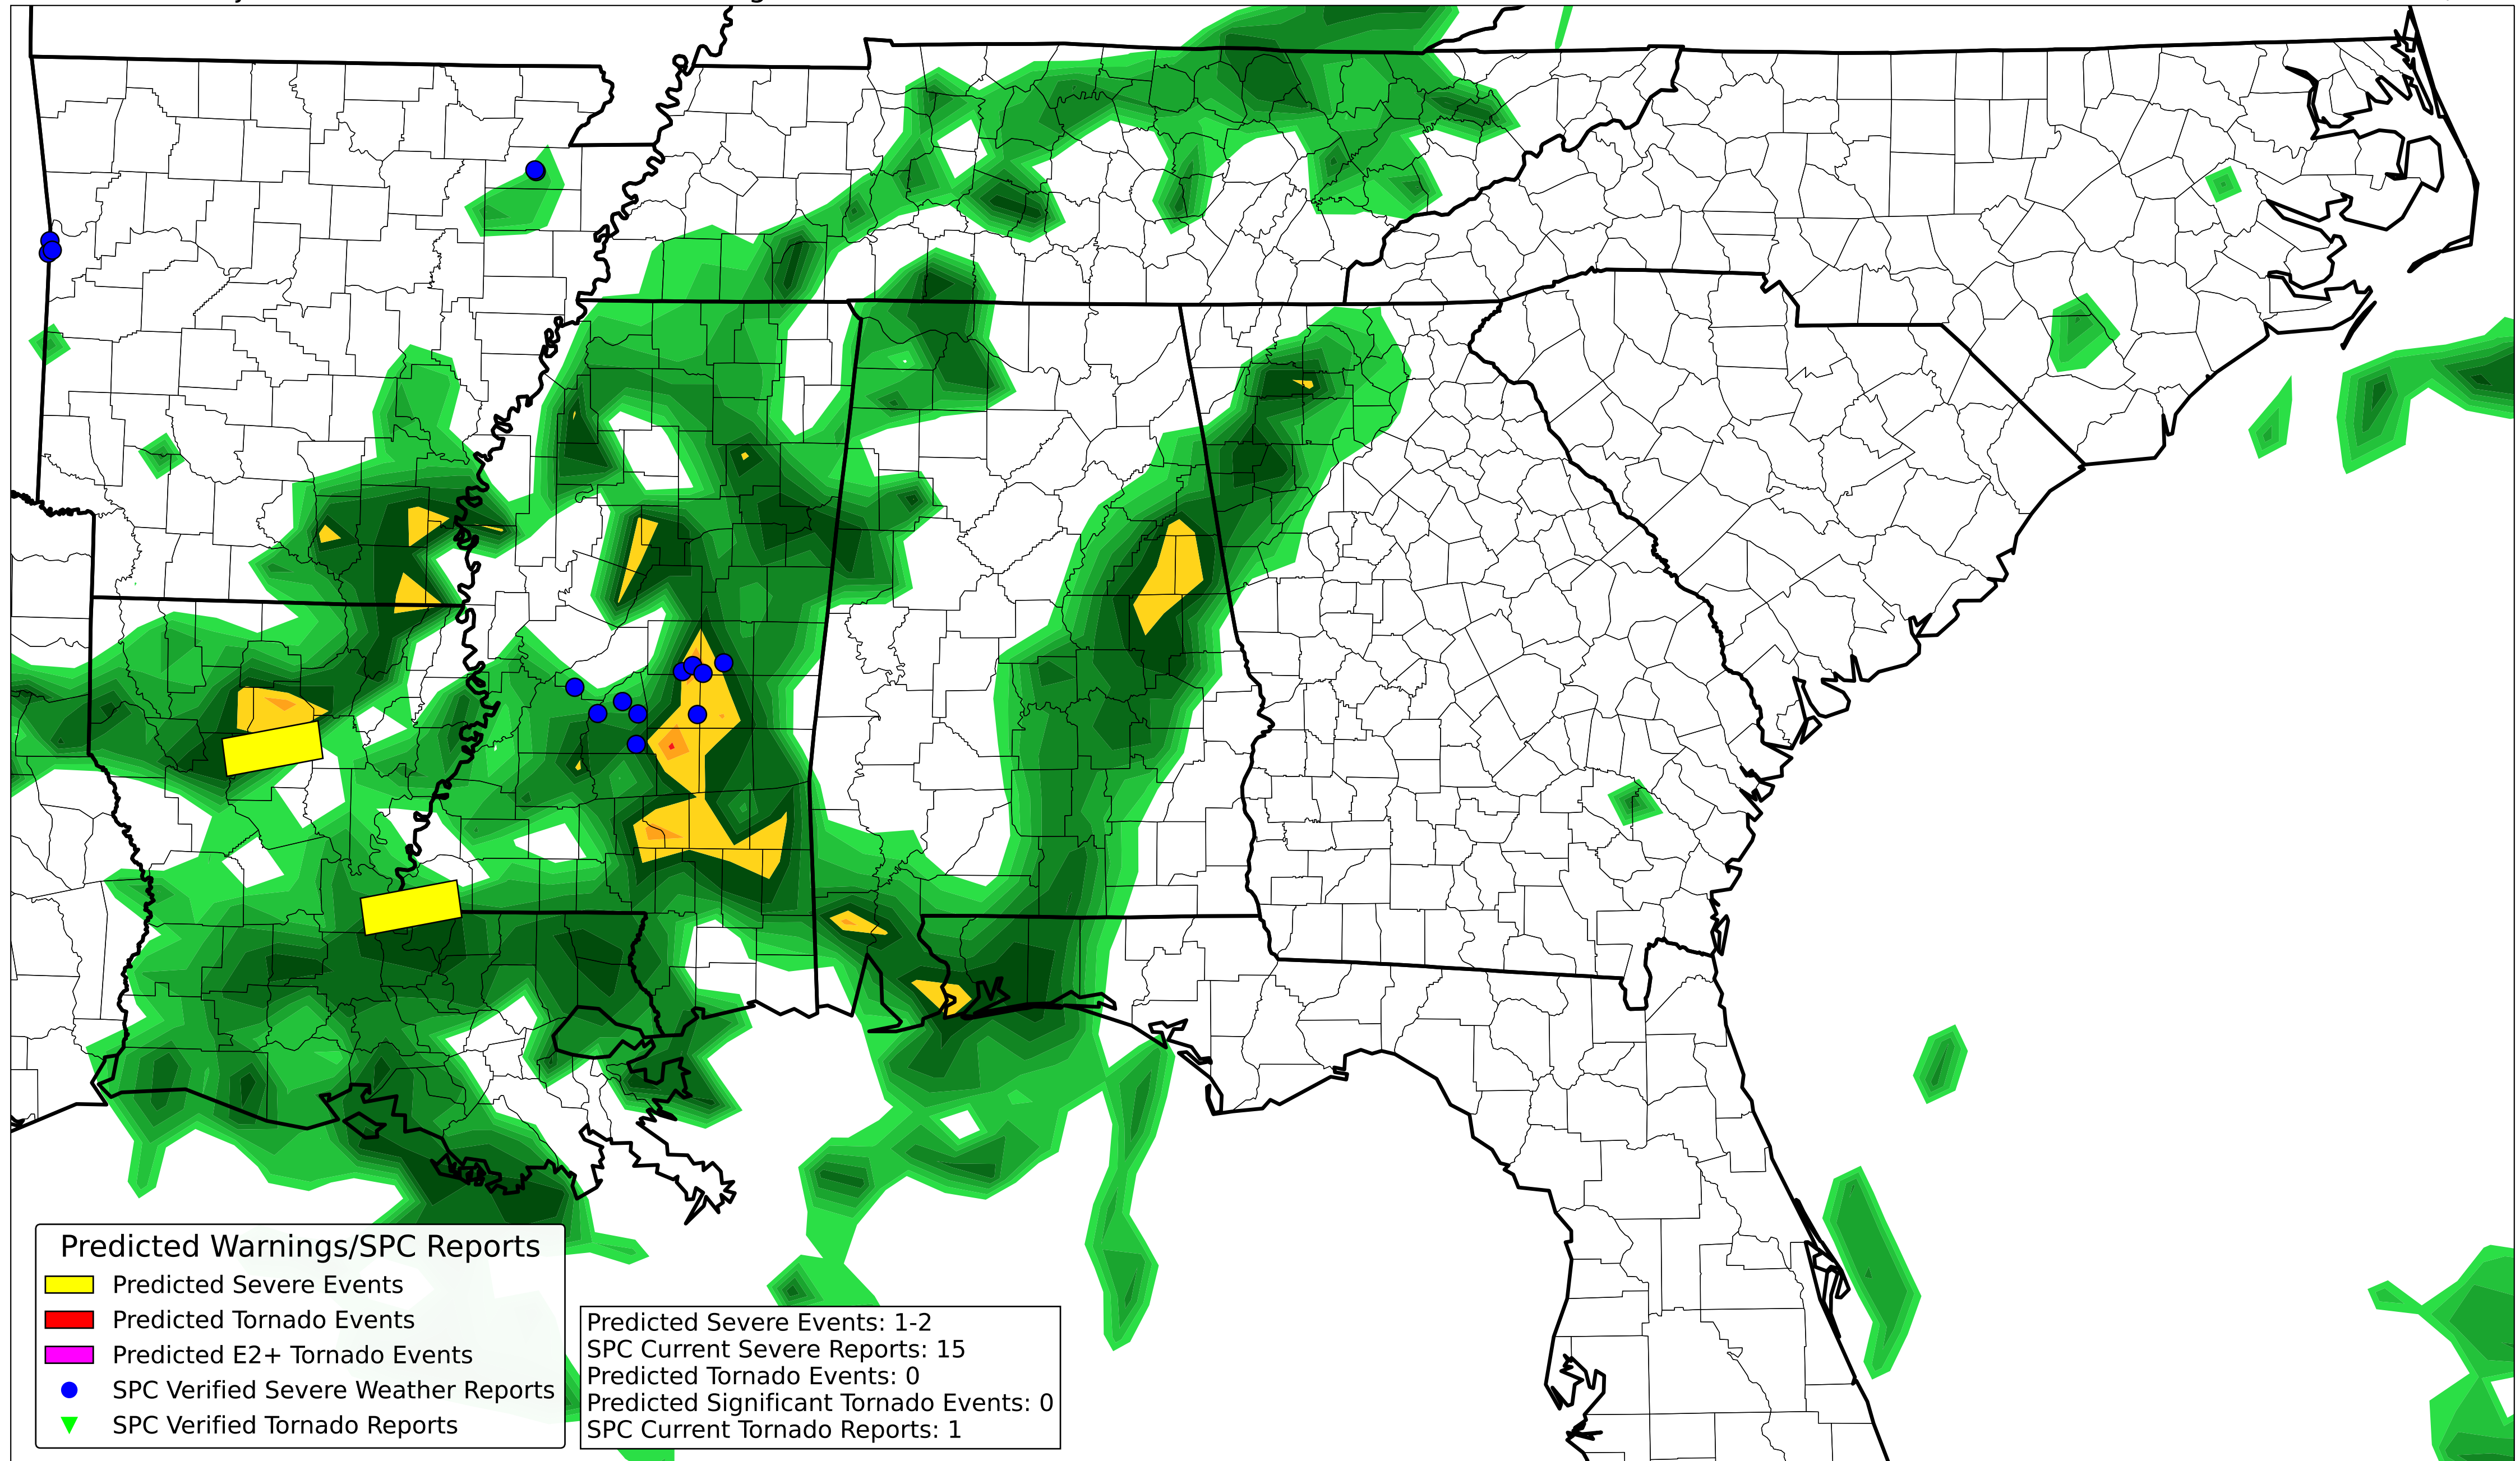 Predicted Warnings/SPC Reports
Predicted Severe Events
Predicted Tornado Events
Predicted E2+ Tornado Events
SPC Verified Severe Weather Reports
SPC Verified Tornado Reports
Predicted Severe Events: 1-2
SPC Current Severe Reports: 15
Predicted Tornado Events: 0
Predicted Significant Tornado Events: 0
SPC Current Tornado Reports: 1